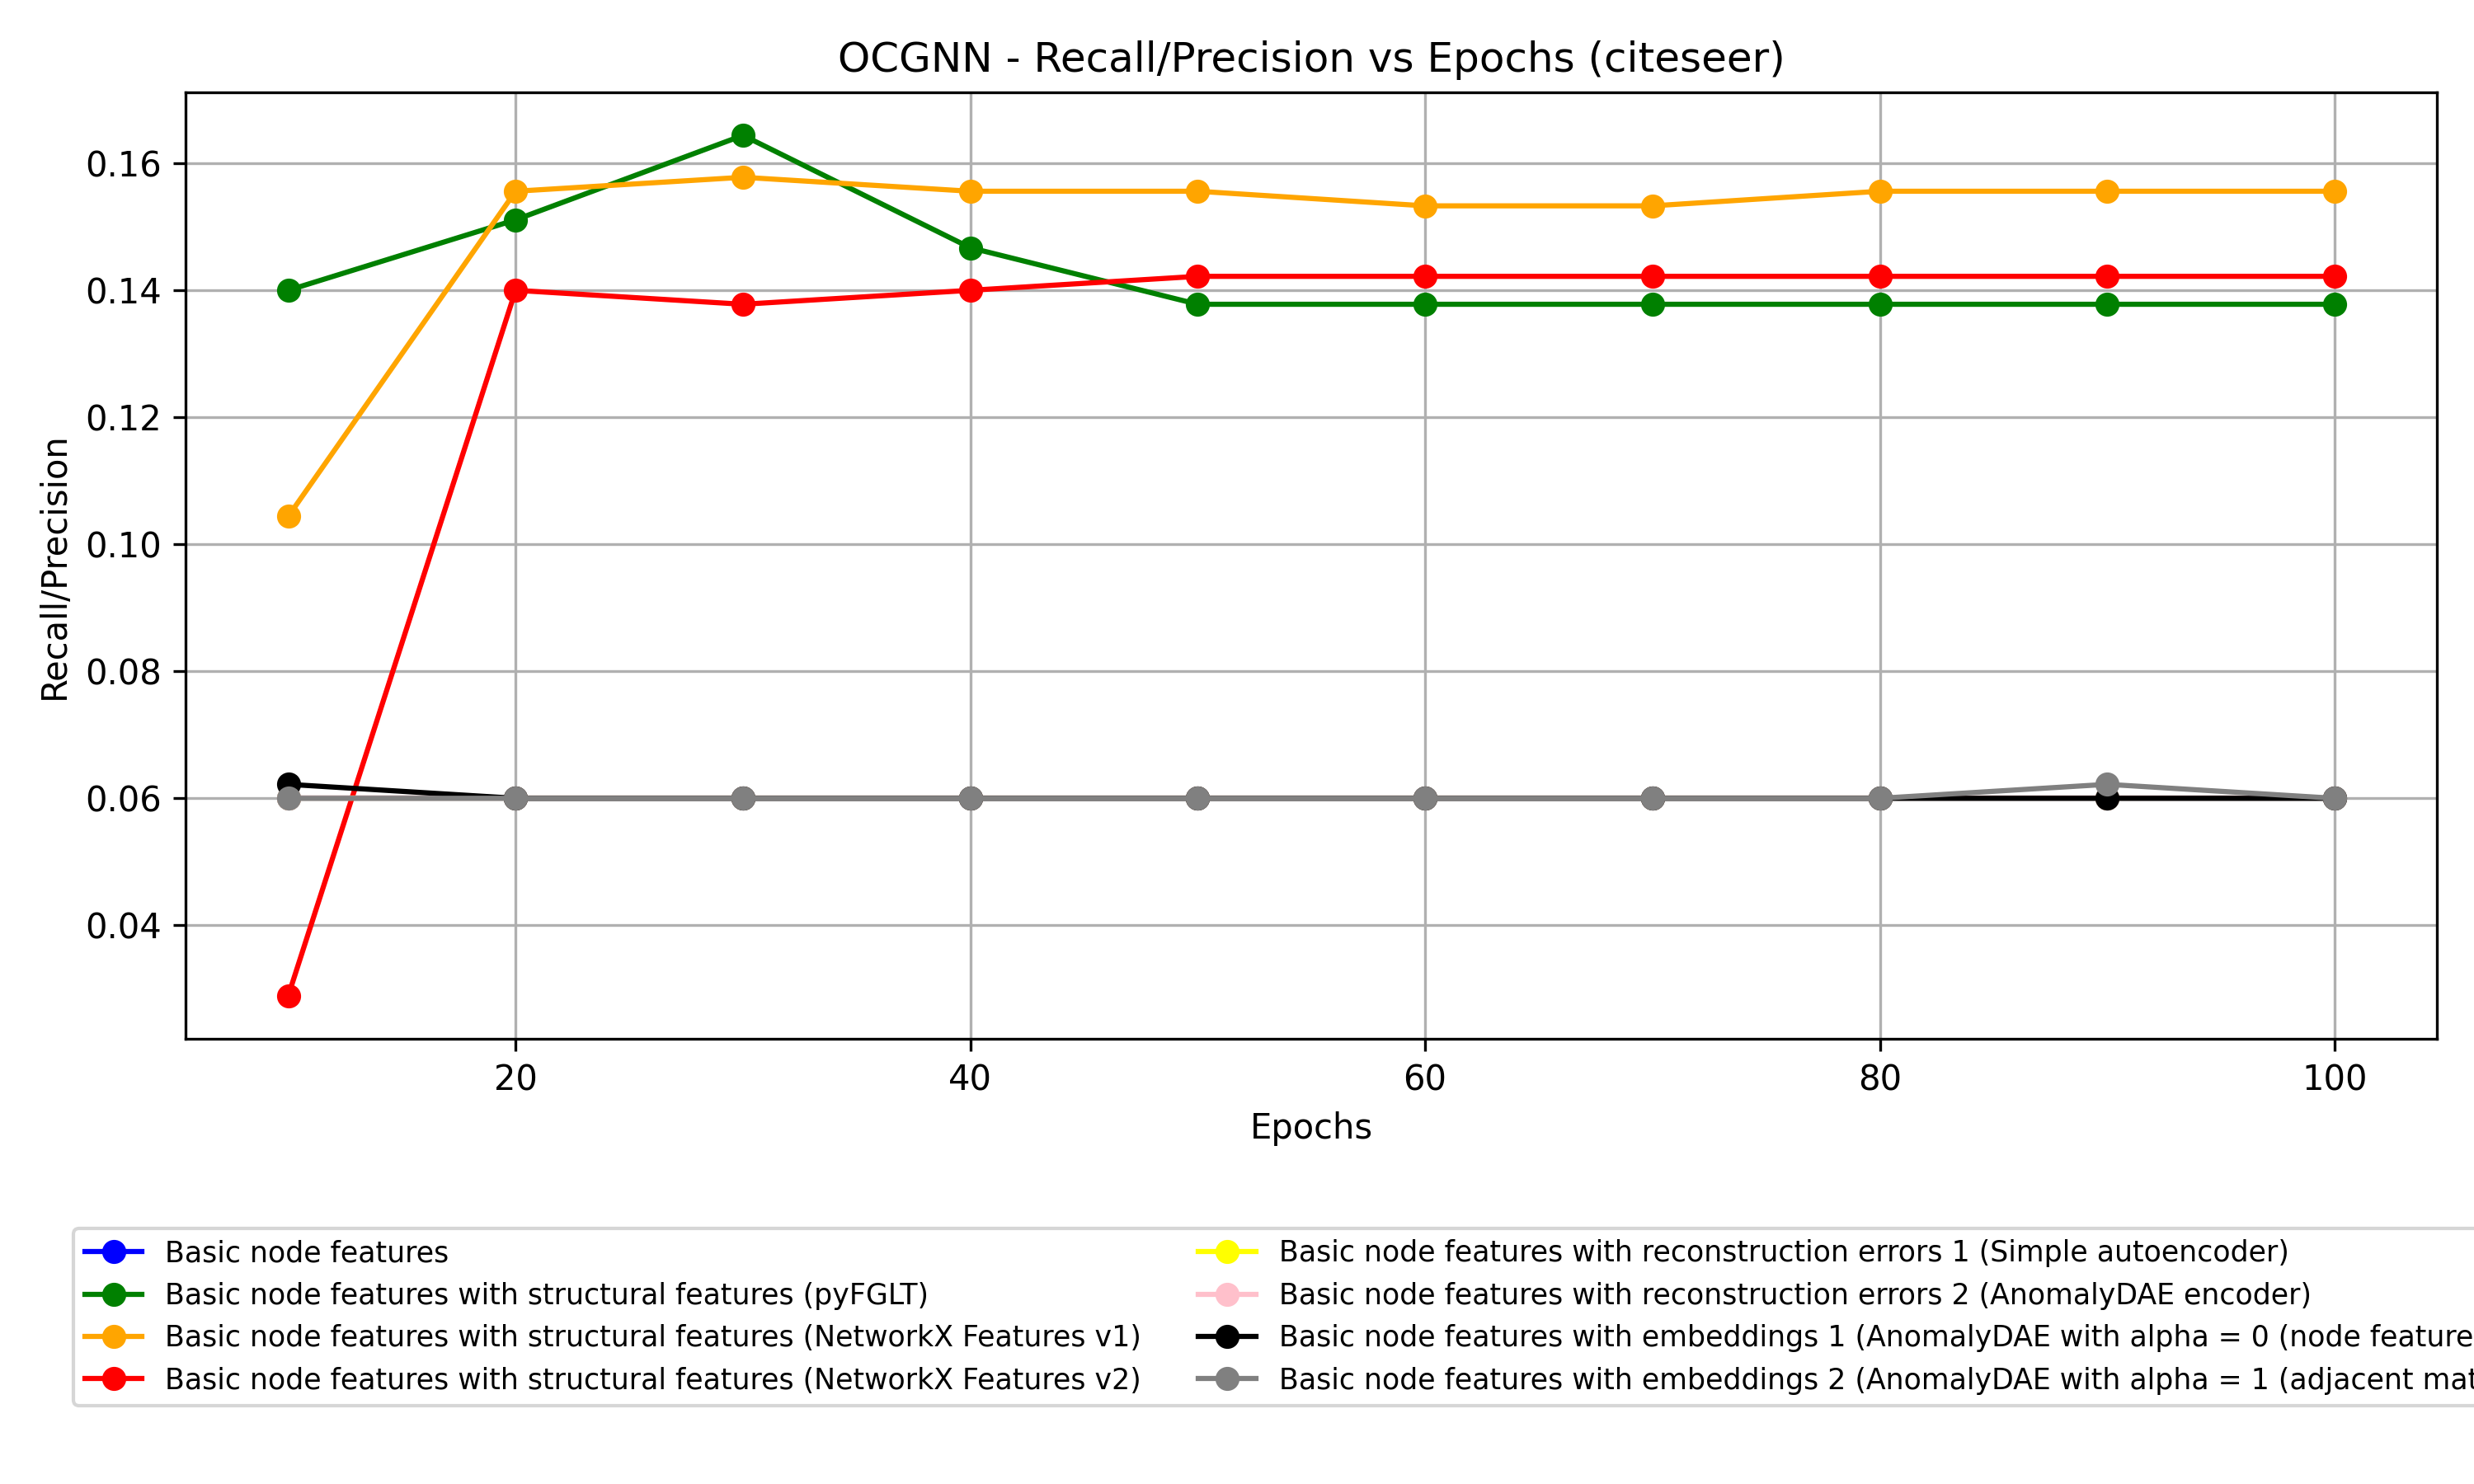 OCGNN - Recall/Precision vs Epochs (citeseer)
Recall/Precision
0.16
0.14
0.12
0.10
0.08
0.06
0.04
20 40 60 80 100
Epochs
Basic node features
Basic node features with structural features (pyFGLT)
Basic node features with structural features (NetworkX Features v1)
Basic node features with structural features (NetworkX Features v2)
Basic node features with reconstruction errors 1 (Simple autoencoder)
Basic node features with reconstruction errors 2 (AnomalyDAE encoder)
Basic node features with embeddings 1 (AnomalyDAE with alpha = 0 (node feature
Basic node features with embeddings 2 (AnomalyDAE with alpha = 1 (adjacent mat